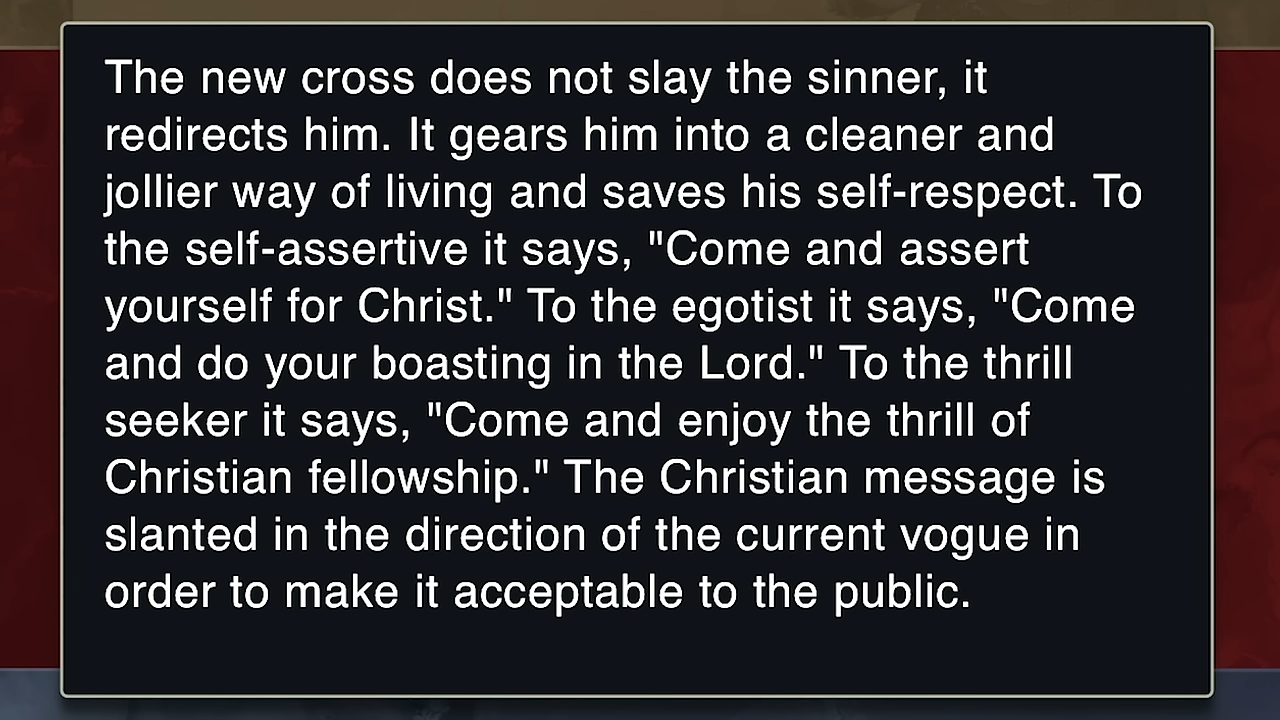 The new cross does not slay the sinner, it
redirects him. It gears him into a cleaner and
jollier way of living and saves his self-respect. To
the self-assertive it says, "Come and assert
yourself for Christ." To the egotist it says, "Come
and do your boasting in the Lord." To the thrill
seeker it says, "Come and enjoy the thrill of
Christian fellowship." The Christian message is
slanted in the direction of the current vogue in
order to make it acceptable to the public.